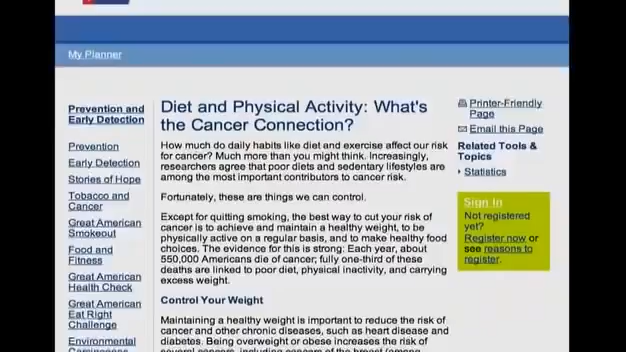 My Planner
Prevention and
Early Detection
Prevention
Early Detection
Stories of Hope
Tobacco and
Cancer
Great American
Smokeout
Food and
Fitness
Great American
Health Check
Great American
Eat Right
Challenge
Environmental
Diet and Physical Activity: What's
the Cancer Connection?
How much do daily habits like diet and exercise affect our risk
for cancer? Much more than you might think. Increasingly,
researchers agree that poor diets and sedentary lifestyles are
among the most important contributors to cancer risk.
Fortunately, these are things we can control.
Except for quitting smoking, the best way to cut your risk of
cancer is to achieve and maintain a healthy weight, to be
physically active on a regular basis, and to make healthy food
choices. The evidence for this is strong: Each year, about
550,000 Americans die of cancer; fully one-third of these
deaths are linked to poor diet, physical inactivity, and carrying
excess weight.
Control Your Weight
Maintaining a healthy weight is important to reduce the risk of
cancer and other chronic diseases, such as heart disease and
diabetes. Being overweight or obese increases the risk of
several cancers, including cancers of the breast (among
Printer-Friendly
Page
Email this Page
Related Tools &
Topics
Statistics
Sign In
Not registered
yet?
Register now or
see reasons to
register.